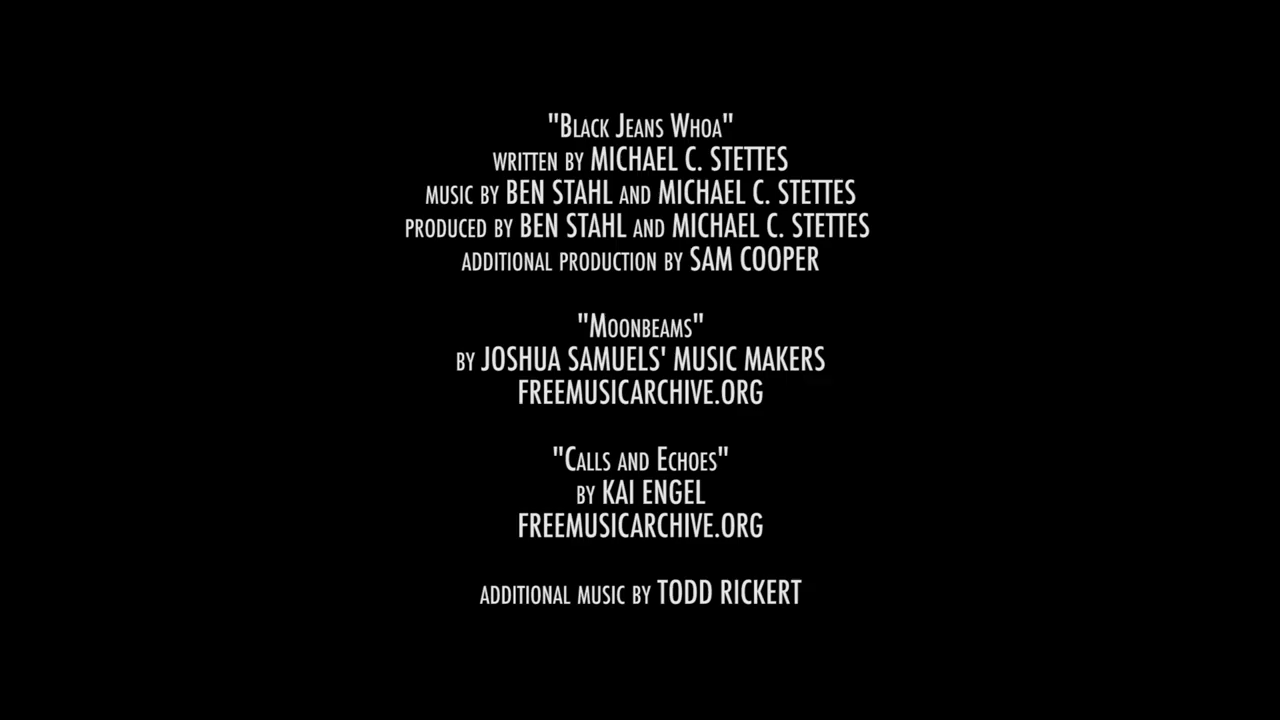 "Black Jeans Whoa"
written by MICHAEL C. STETTES
music by BEN STAHL and MICHAEL C. STETTES
produced by BEN STAHL and MICHAEL C. STETTES
additional production by SAM COOPER
"Moonbeams"
by JOSHUA SAMUELS' MUSIC MAKERS
FREEMUSICARCHIVE.ORG
"Calls and Echoes"
by KAI ENGEL
FREEMUSICARCHIVE.ORG
additional music by TODD RICKERT